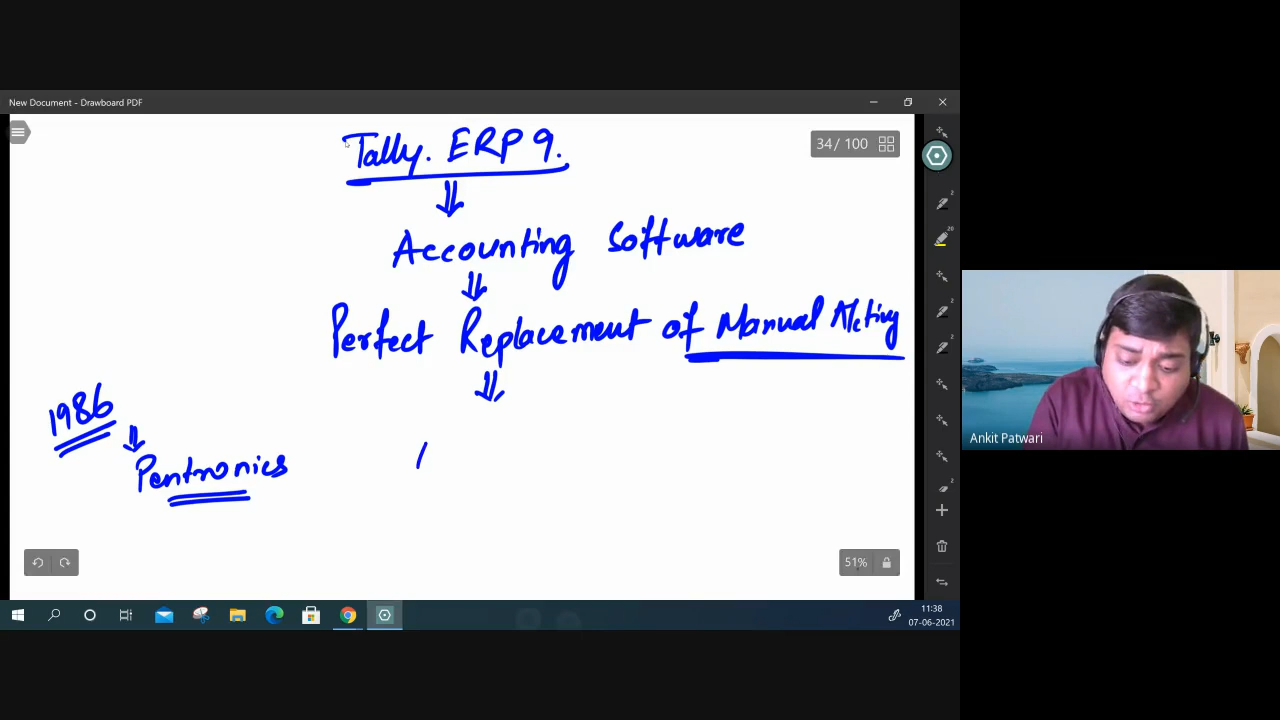 New Document - Drawboard PDF
Tally. ERP 9.
34 / 100
Accounting Software
Perfect Replacement of Manual A/cting
1986
Pentronics
51%
Ankit Patwari
11:38
07-06-2021